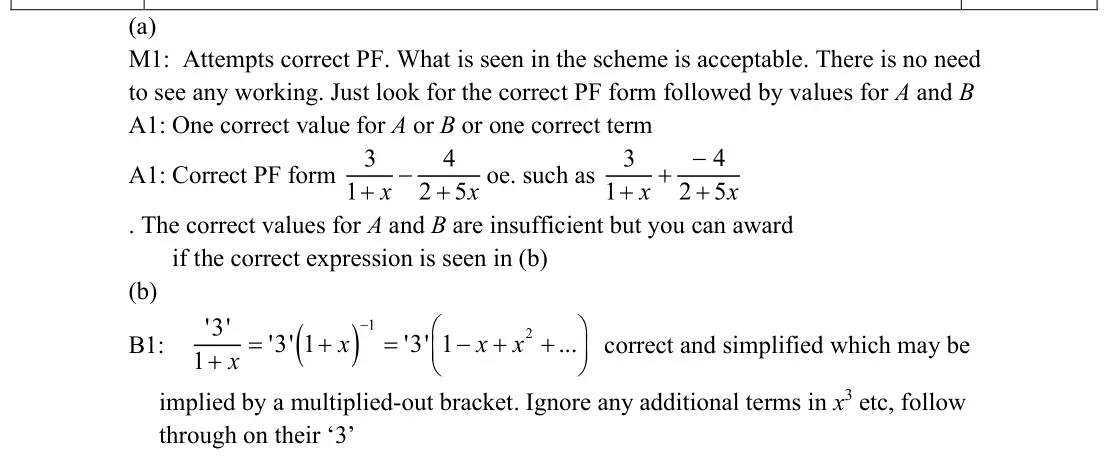 (a)
M1: Attempts correct PF. What is seen in the scheme is acceptable. There is no need
to see any working. Just look for the correct PF form followed by values for A and B
A1: One correct value for A or B or one correct term
A1: Correct PF form 3/(1+x) − 4/(2+5x) oe. such as 3/(1+x) + −4/(2+5x)
. The correct values for A and B are insufficient but you can award
if the correct expression is seen in (b)
(b)
B1: '3'/(1+x) = '3'(1+x)⁻¹ = '3'(1−x+x²+...) correct and simplified which may be
implied by a multiplied-out bracket. Ignore any additional terms in x³ etc, follow
through on their ‘3’